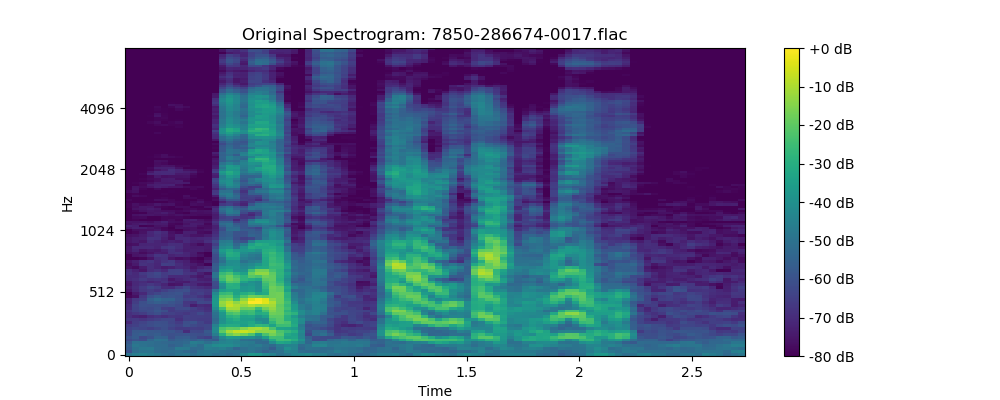 Original Spectrogram: 7850-286674-0017.flac
Hz
4096
2048
1024
512
0
0 0.5 1 1.5 2 2.5
Time
+0 dB
-10 dB
-20 dB
-30 dB
-40 dB
-50 dB
-60 dB
-70 dB
-80 dB